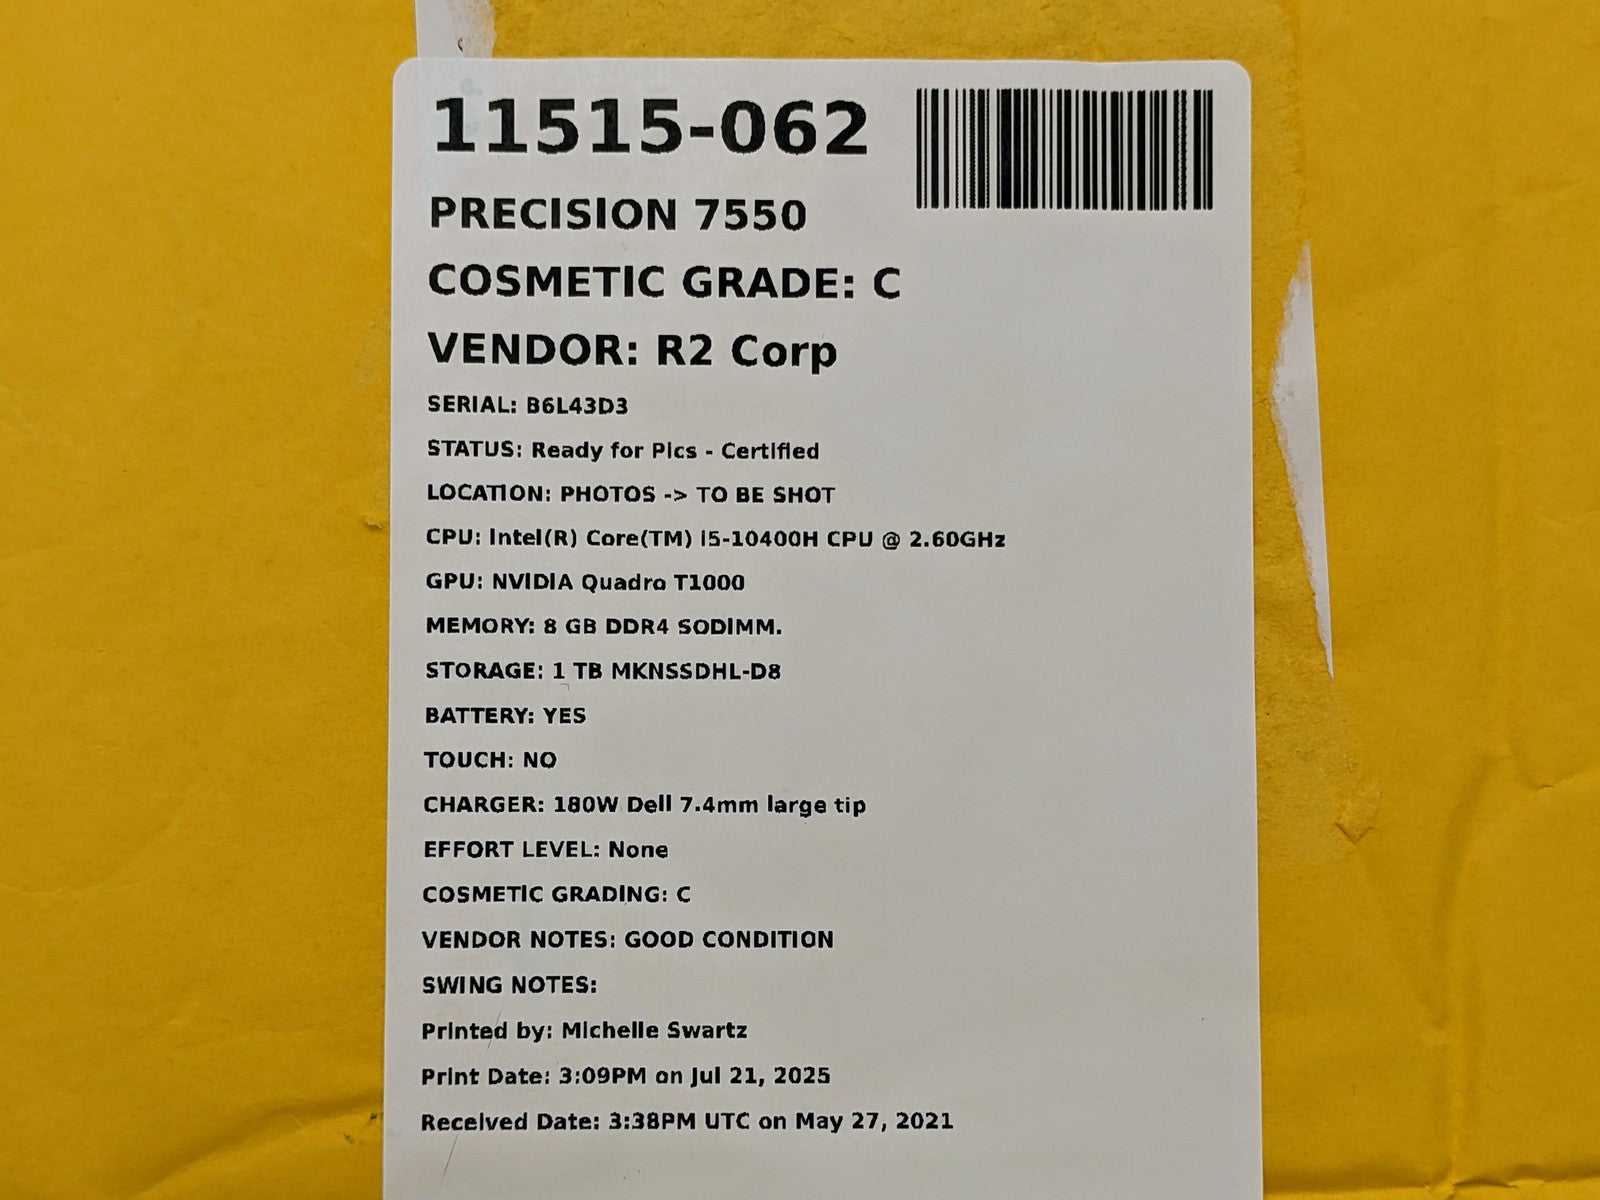 11515-062
PRECISION 7550
COSMETIC GRADE: C
VENDOR: R2 Corp
SERIAL: B6L43D3
STATUS: Ready for Pics - Certified
LOCATION: PHOTOS -> TO BE SHOT
CPU: Intel(R) Core(TM) i5-10400H CPU @ 2.60GHz
GPU: NVIDIA Quadro T1000
MEMORY: 8 GB DDR4 SODIMM.
STORAGE: 1 TB MKNSSDHL-D8
BATTERY: YES
TOUCH: NO
CHARGER: 180W Dell 7.4mm large tip
EFFORT LEVEL: None
COSMETIC GRADING: C
VENDOR NOTES: GOOD CONDITION
SWING NOTES:
Printed by: Michelle Swartz
Print Date: 3:09PM on Jul 21, 2025
Received Date: 3:38PM UTC on May 27, 2021